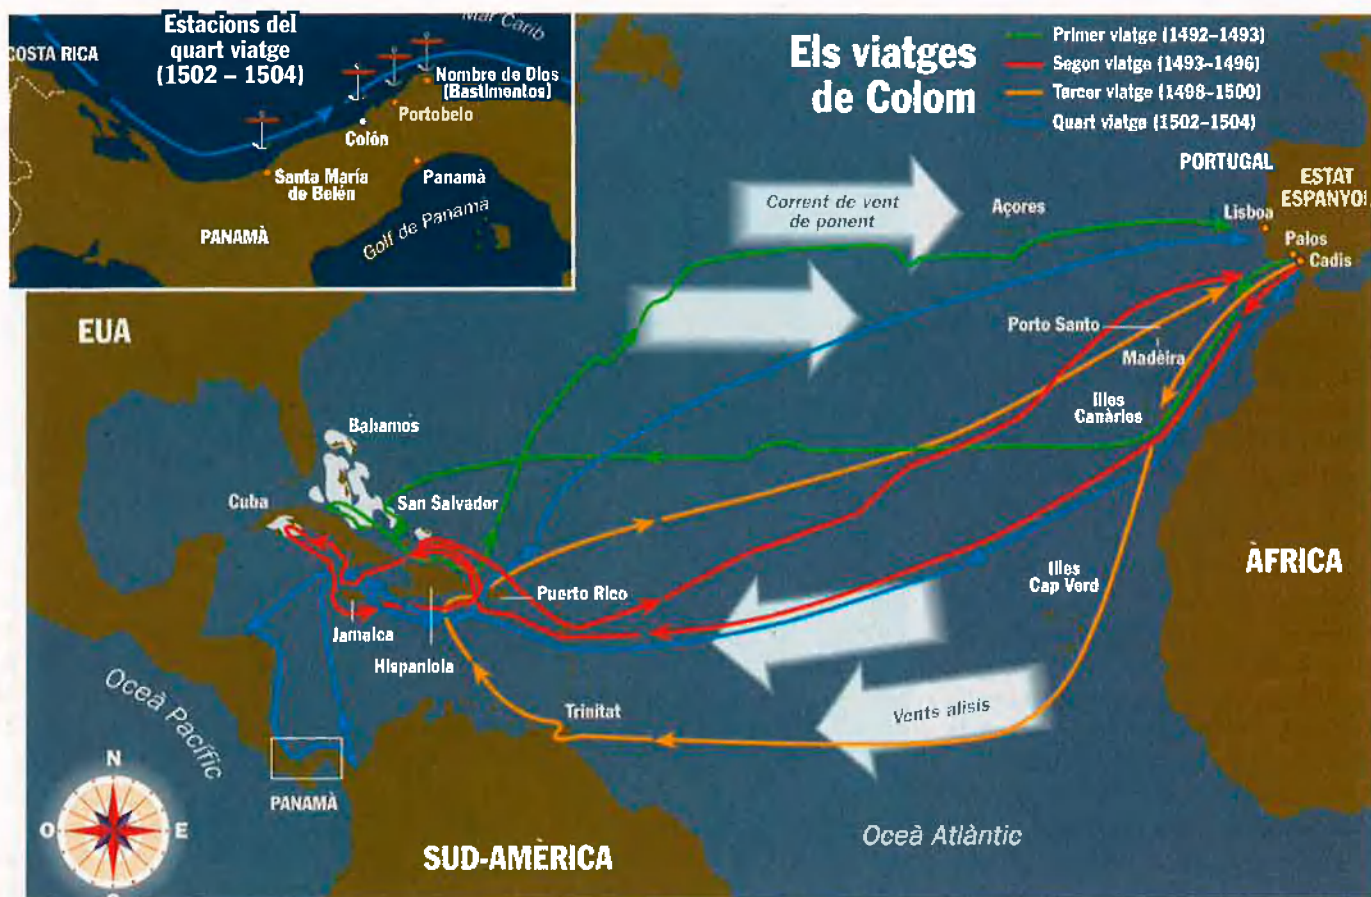 Mar Carib
Estacions del
quart viatge
(1502 – 1504)
COSTA RICA
Nombre de Dios
(Bastimentos)
Portobelo
Colón
Santa María
de Belén
Panamà
PANAMÀ
Golf de Panamà
Els viatges
de Colom
Primer viatge (1492–1493)
Segon viatge (1493–1496)
Tercer viatge (1498–1500)
Quart viatge (1502–1504)
PORTUGAL
ESTAT
ESPANYOL
Corrent de vent
de ponent
Açores
Lisboa
Palos
Cadis
EUA
Porto Santo
Madèira
Illes
Canàries
Bahamos
Cuba
San Salvador
ÀFRICA
Illes
Cap Verd
Puerto Rico
Jamaica
Hispaniola
Oceà Pacífic
Trinitat
Vents alisis
N
O
E
S
PANAMÀ
Oceà Atlàntic
SUD-AMÈRICA